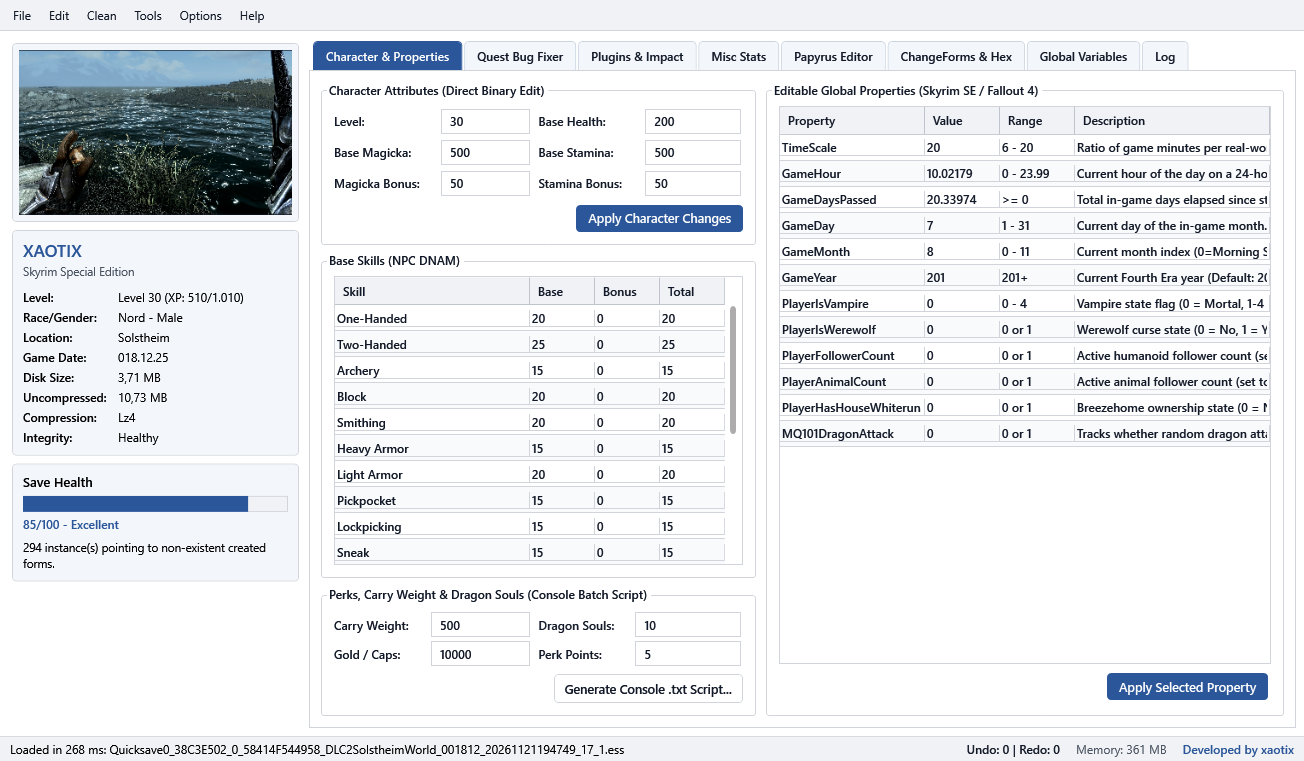 File Edit Clean Tools Options Help
Character & Properties Quest Bug Fixer Plugins & Impact Misc Stats Papyrus Editor ChangeForms & Hex Global Variables Log
XAOTIX
Skyrim Special Edition
Level: Level 30 (XP: 510/1.010)
Race/Gender: Nord - Male
Location: Solstheim
Game Date: 018.12.25
Disk Size: 3,71 MB
Uncompressed: 10,73 MB
Compression: Lz4
Integrity: Healthy
Save Health
85/100 - Excellent
294 instance(s) pointing to non-existent created
forms.
Character Attributes (Direct Binary Edit)
Level: 30 Base Health: 200
Base Magicka: 500 Base Stamina: 500
Magicka Bonus: 50 Stamina Bonus: 50
Apply Character Changes
Base Skills (NPC DNAM)
Skill Base Bonus Total
One-Handed 20 0 20
Two-Handed 25 0 25
Archery 15 0 15
Block 20 0 20
Smithing 20 0 20
Heavy Armor 15 0 15
Light Armor 20 0 20
Pickpocket 15 0 15
Lockpicking 15 0 15
Sneak 15 0 15
Perks, Carry Weight & Dragon Souls (Console Batch Script)
Carry Weight: 500 Dragon Souls: 10
Gold / Caps: 10000 Perk Points: 5
Generate Console .txt Script...
Editable Global Properties (Skyrim SE / Fallout 4)
Property Value Range Description
TimeScale 20 6 - 20 Ratio of game minutes per real-wo
GameHour 10.02179 0 - 23.99 Current hour of the day on a 24-ho
GameDaysPassed 20.33974 >= 0 Total in-game days elapsed since st
GameDay 7 1 - 31 Current day of the in-game month.
GameMonth 8 0 - 11 Current month index (0=Morning S
GameYear 201 201+ Current Fourth Era year (Default: 20
PlayerIsVampire 0 0 - 4 Vampire state flag (0 = Mortal, 1-4
PlayerIsWerewolf 0 0 or 1 Werewolf curse state (0 = No, 1 = Y
PlayerFollowerCount 0 0 or 1 Active humanoid follower count (se
PlayerAnimalCount 0 0 or 1 Active animal follower count (set to
PlayerHasHouseWhiterun 0 0 or 1 Breezehome ownership state (0 = N
MQ101DragonAttack 0 0 or 1 Tracks whether random dragon atta
Apply Selected Property
Loaded in 268 ms: Quicksave0_38C3E502_0_58414F544958_DLC2SolstheimWorld_001812_20261121194749_17_1.ess Undo: 0 | Redo: 0 Memory: 361 MB Developed by xaotix